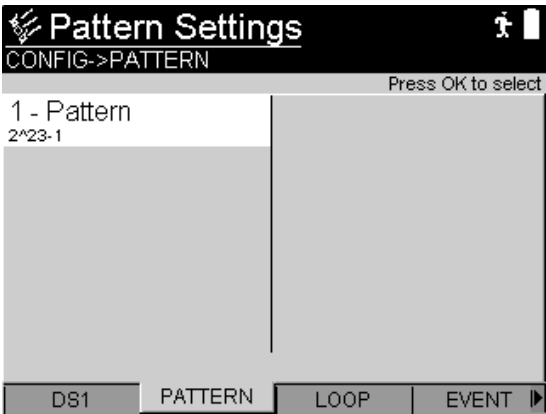 Pattern Settings
CONFIG->PATTERN
Press OK to select
1 - Pattern
2^23-1
DS1 PATTERN LOOP EVENT